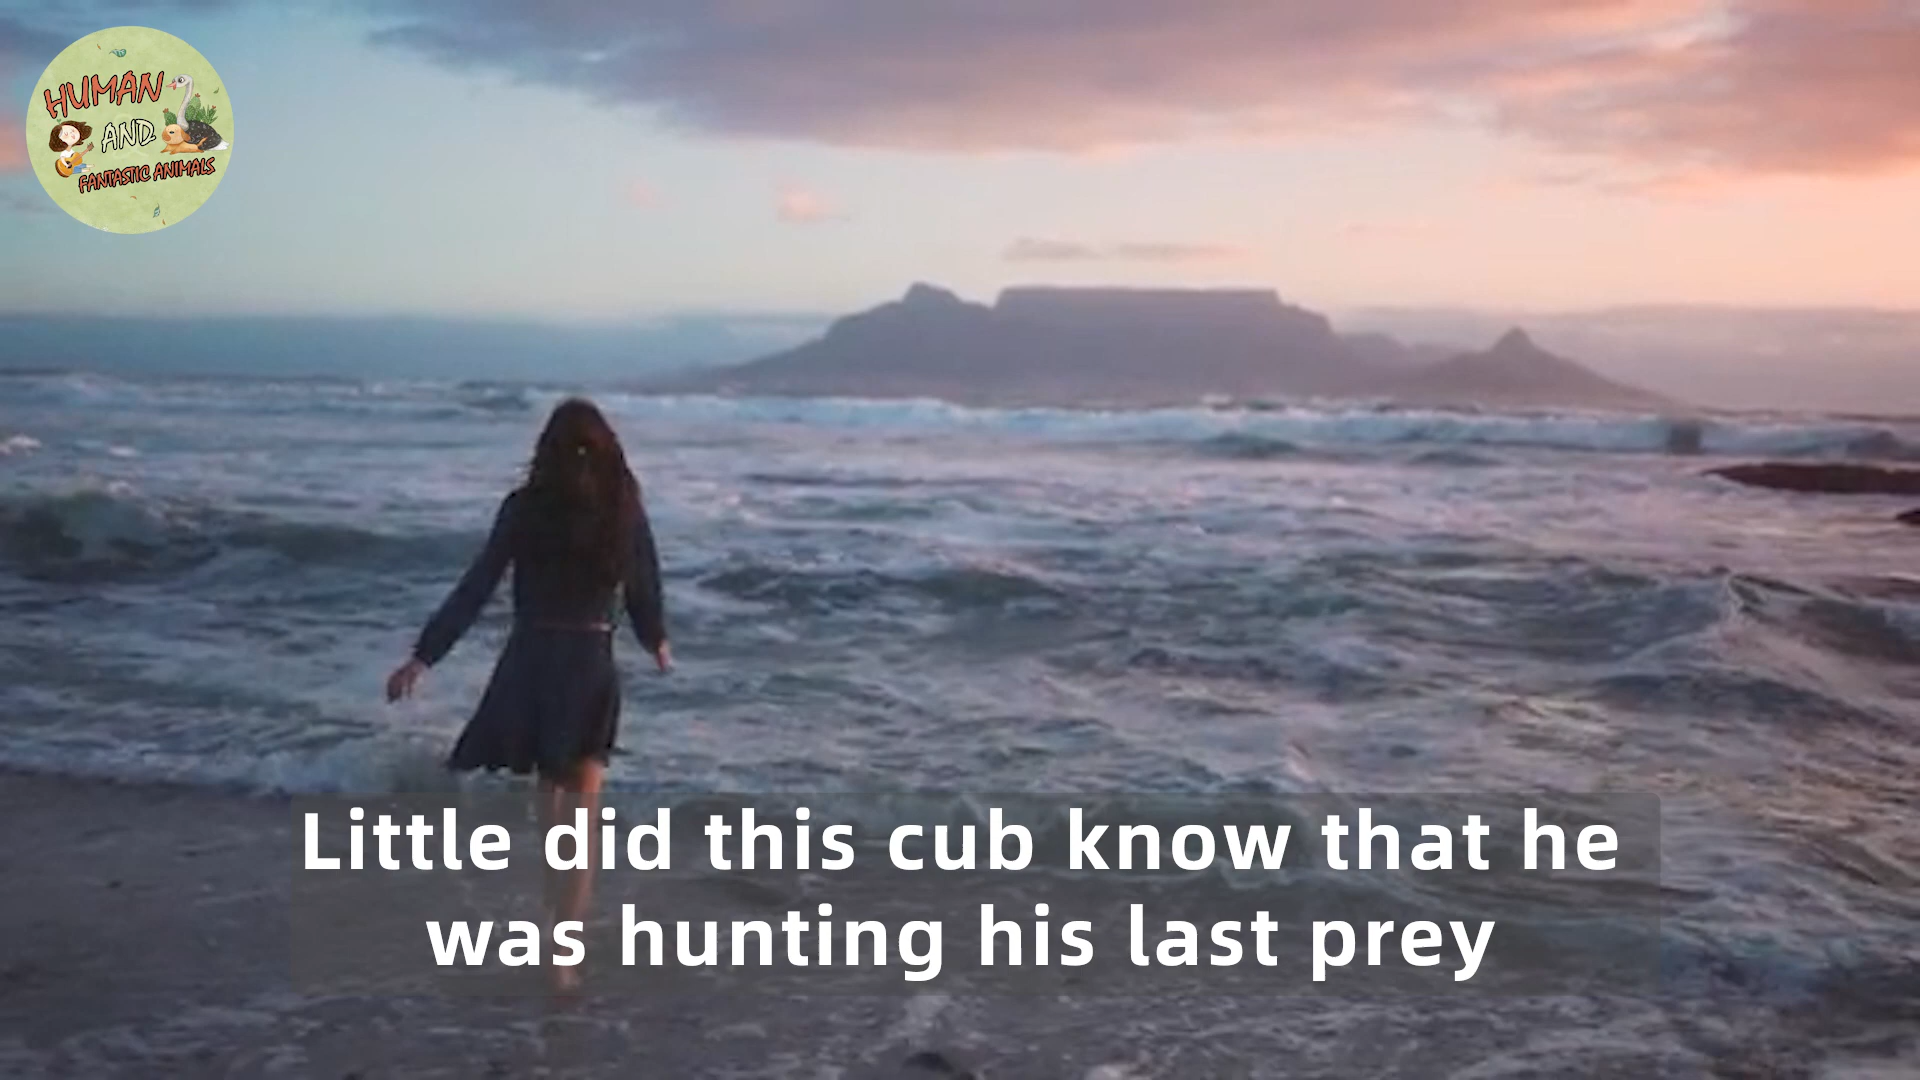 HUMAN
AND
FANTASTIC ANIMALS
Little did this cub know that he
was hunting his last prey